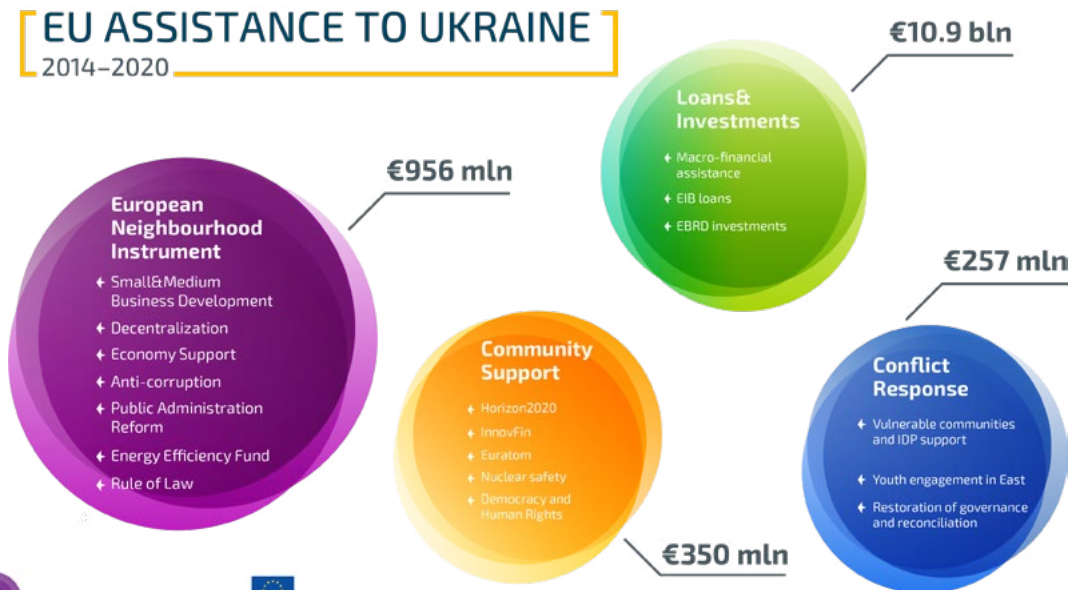 EU ASSISTANCE TO UKRAINE
2014–2020
€956 mln
European
Neighbourhood
Instrument
Small&Medium
Business Development
Decentralization
Economy Support
Anti-corruption
Public Administration
Reform
Energy Efficiency Fund
Rule of Law
€10.9 bln
Loans&
Investments
Macro-financial
assistance
EIB loans
EBRD investments
Community
Support
Horizon2020
InnovFin
Euratom
Nuclear safety
Democracy and
Human Rights
€350 mln
€257 mln
Conflict
Response
Vulnerable communities
and IDP support
Youth engagement in East
Restoration of governance
and reconciliation